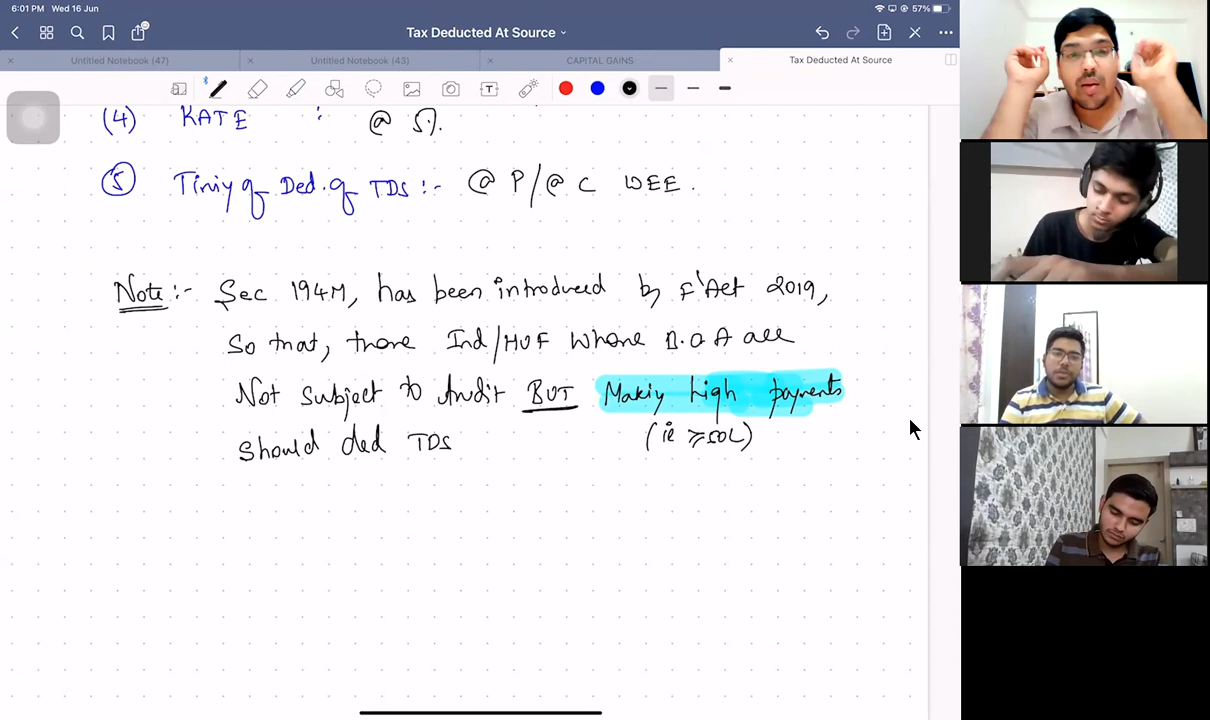 6:01 PM Wed 16 Jun
57%
Tax Deducted At Source
Untitled Notebook (47)
Untitled Notebook (43)
CAPITAL GAINS
Tax Deducted At Source
(4) RATE : @ 5%.
(5) Timiy of Ded. of TDS :- @ P/@ C WEE.
Note :- Sec 194M, has been introduced by F'Act 2019,
So that, those Ind/HUF Whose B.O.A all
Not Subject to Audit BUT Makiy high payments
(ie ≥50L)
Should ded TDS